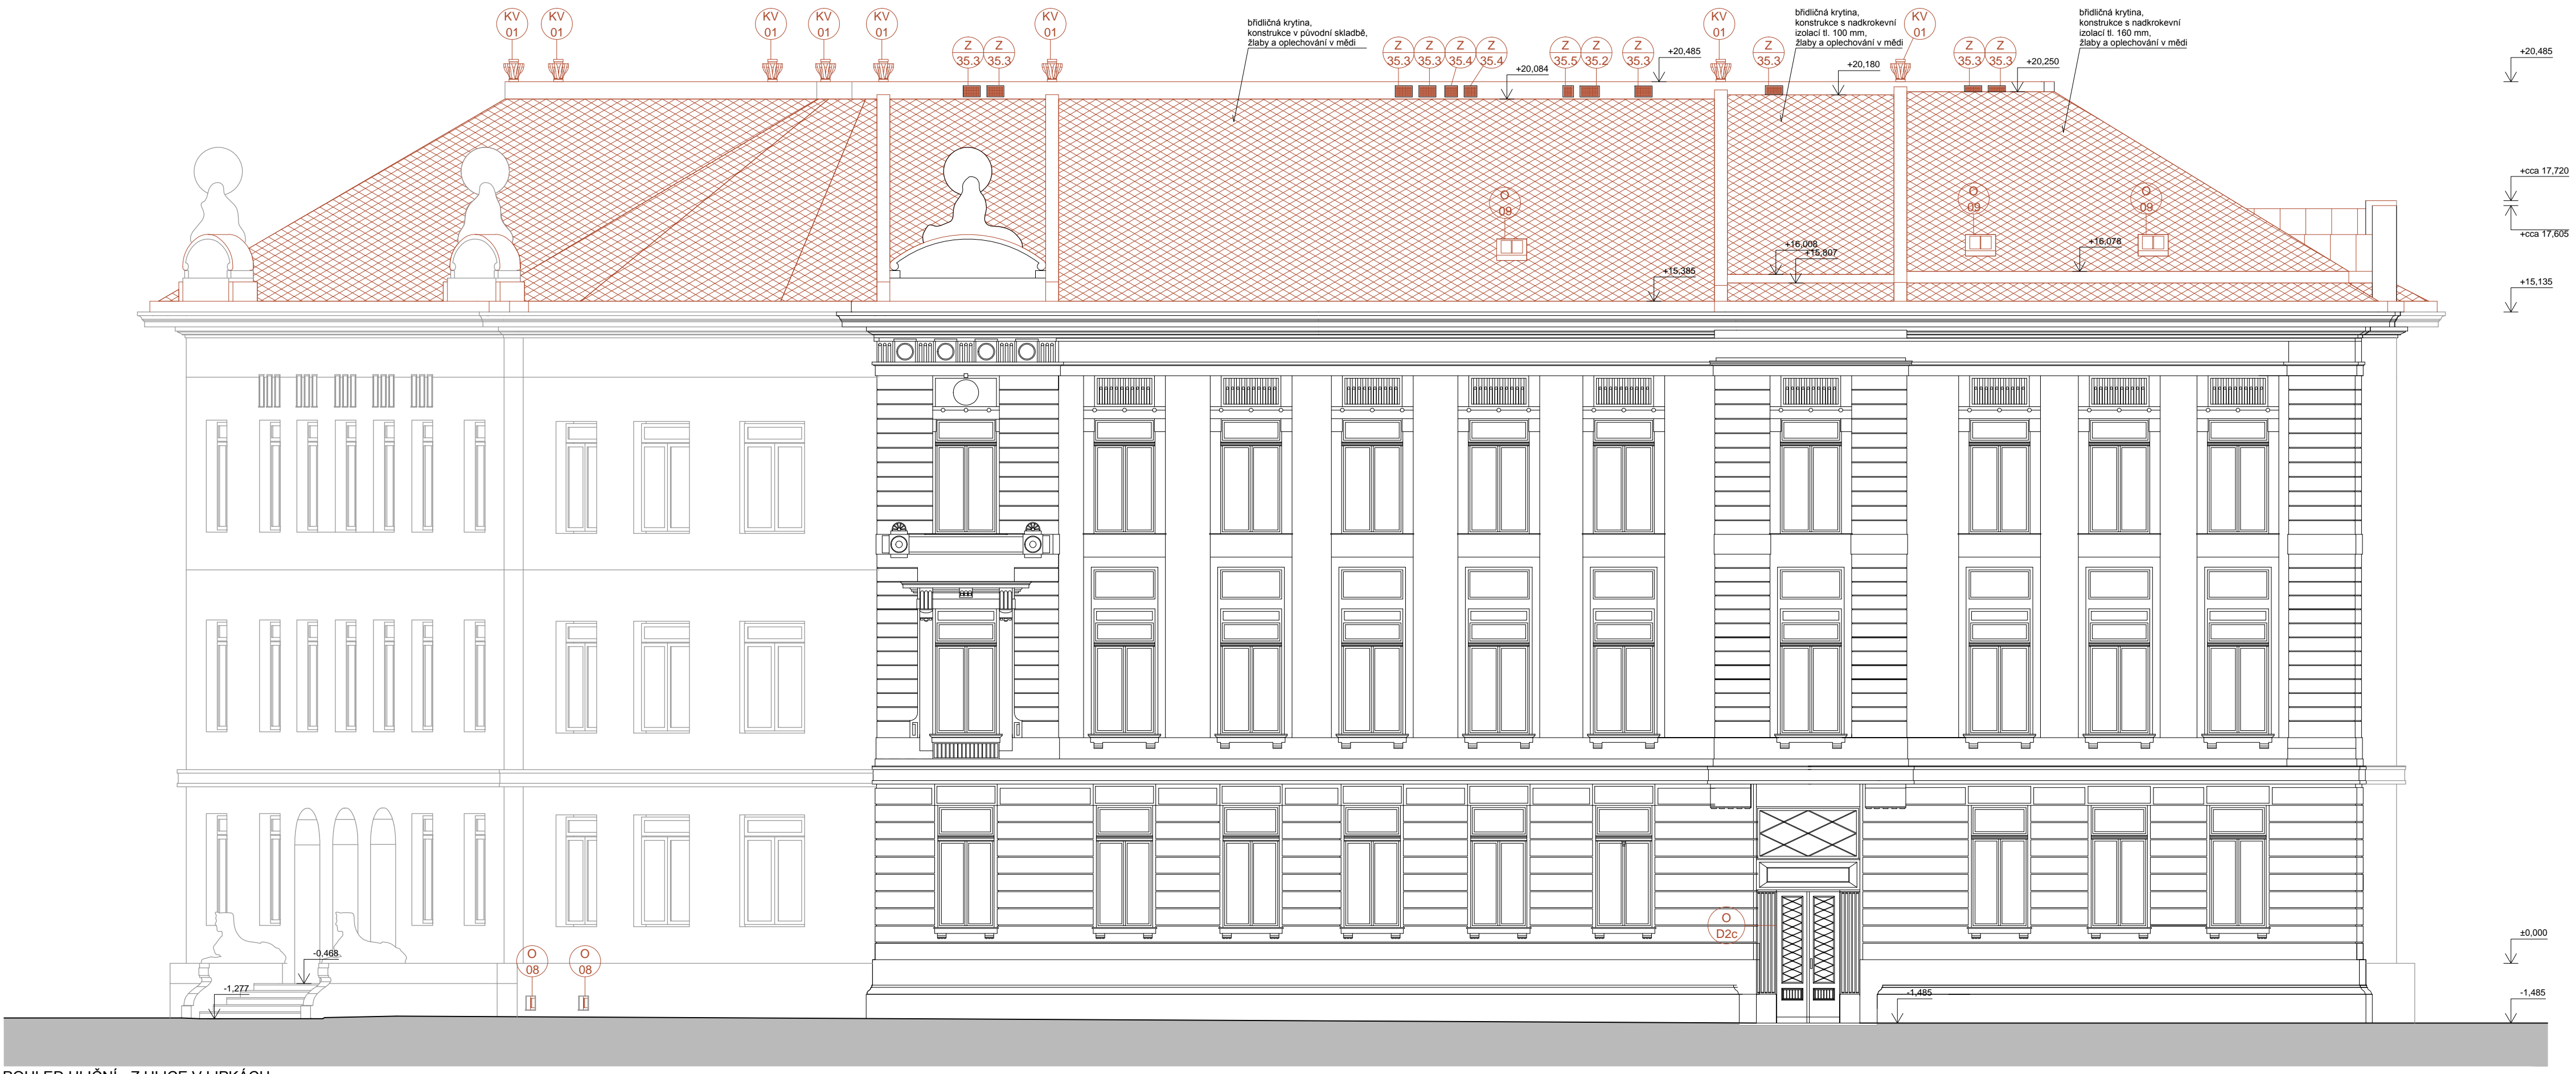 KV
01
KV
01
KV
01
KV
01
KV
01
KV
01
KV
01
KV
01
břidličná krytina,
konstrukce v původní skladbě,
žlaby a oplechování v mědi
břidličná krytina,
konstrukce s nadkrokevní
izolací tl. 100 mm,
žlaby a oplechování v mědi
břidličná krytina,
konstrukce s nadkrokevní
izolací tl. 160 mm,
žlaby a oplechování v mědi
Z
35.3
Z
35.3
Z
35.3
Z
35.3
Z
35.4
Z
35.4
Z
35.5
Z
35.2
Z
35.3
Z
35.3
Z
35.3
Z
35.3
+20,485
+20,084
+20,180
+20,250
+20,485
+cca 17,720
+cca 17,605
O
09
O
09
O
09
+16,008
+15,807
+16,078
+15,385
+15,135
O
D2c
±0,000
-0,468
O
08
O
08
-1,277
-1,485
-1,485